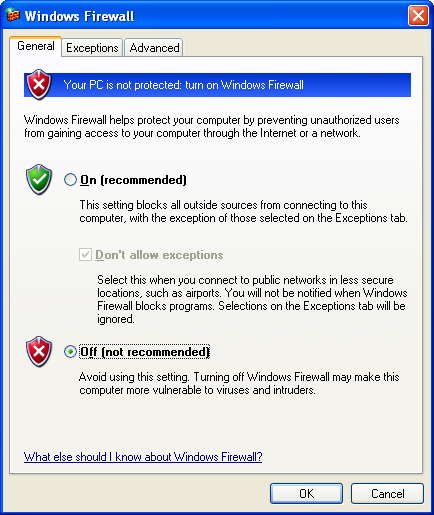 Windows Firewall
General Exceptions Advanced
Your PC is not protected: turn on Windows Firewall
Windows Firewall helps protect your computer by preventing unauthorized users
from gaining access to your computer through the Internet or a network.
On (recommended)
This setting blocks all outside sources from connecting to this
computer, with the exception of those selected on the Exceptions tab.
Don't allow exceptions
Select this when you connect to public networks in less secure
locations, such as airports. You will not be notified when Windows
Firewall blocks programs. Selections on the Exceptions tab will be
ignored.
Off (not recommended)
Avoid using this setting. Turning off Windows Firewall may make this
computer more vulnerable to viruses and intruders.
What else should I know about Windows Firewall?
OK Cancel